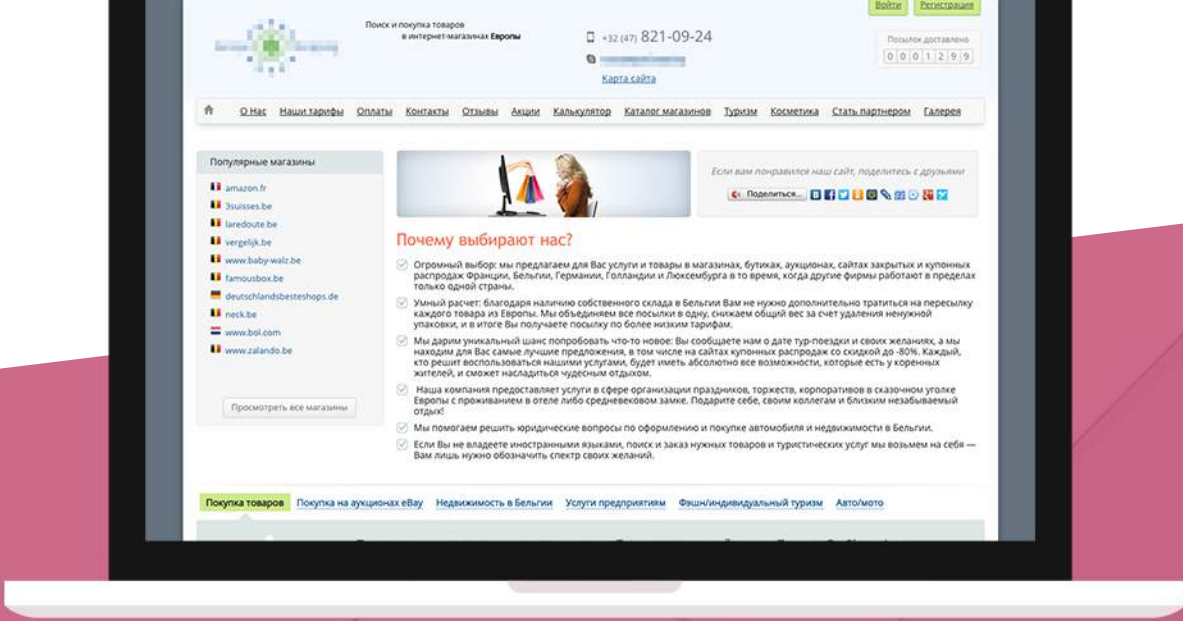 Войти Регистрация
Поиск и покупка товаров
в интернет-магазинах Европы
+32 (47) 821-09-24
Карта сайта
Посылок доставлено
0 0 0 1 2 9 9
О Нас Наши тарифы Оплаты Контакты Отзывы Акции Калькулятор Каталог магазинов Туризм Косметика Стать партнером Галерея
Популярные магазины
amazon.fr
3suisses.be
laredoute.be
vergelijk.be
www.baby-walz.be
famousbox.be
deutschlandsbesteshops.de
neck.be
www.bol.com
www.zalando.be
Просмотреть все магазины
Если вам понравился наш сайт, поделитесь с друзьями
Поделиться...
Почему выбирают нас?
Огромный выбор: мы предлагаем для Вас услуги и товары в магазинах, бутиках, аукционах, сайтах закрытых и купонных
распродаж Франции, Бельгии, Германии, Голландии и Люксембурга в то время, когда другие фирмы работают в пределах
только одной страны.
Умный расчет: благодаря наличию собственного склада в Бельгии Вам не нужно дополнительно тратиться на пересылку
каждого товара из Европы. Мы объединяем все посылки в одну, снижаем общий вес за счет удаления ненужной
упаковки, и в итоге Вы получаете посылку по более низким тарифам.
Мы дарим уникальный шанс попробовать что-то новое: Вы сообщаете нам о дате тур-поездки и своих желаниях, а мы
находим для Вас самые лучшие предложения, в том числе на сайтах купонных распродаж со скидкой до -80%. Каждый,
кто решит воспользоваться нашими услугами, будет иметь абсолютно все возможности, которые есть у коренных
жителей, и сможет насладиться чудесным отдыхом.
Наша компания предоставляет услуги в сфере организации праздников, торжеств, корпоративов в сказочном уголке
Европы с проживанием в отеле либо средневековом замке. Подарите себе, своим коллегам и близким незабываемый
отдых!
Мы помогаем решить юридические вопросы по оформлению и покупке автомобиля и недвижимости в Бельгии.
Если Вы не владеете иностранными языками, поиск и заказ нужных товаров и туристических услуг мы возьмем на себя —
Вам лишь нужно обозначить спектр своих желаний.
Покупка товаров Покупка на аукционах eBay Недвижимость в Бельгии Услуги предприятиям Фэшн/индивидуальный туризм Авто/мото